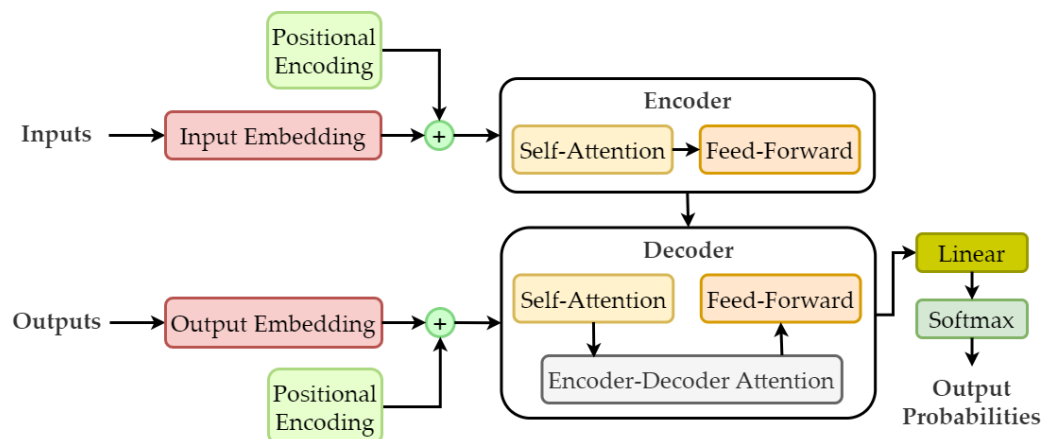 Positional
Encoding
Encoder
Inputs
Input Embedding
+
Self-Attention
Feed-Forward
Decoder
Linear
Self-Attention
Feed-Forward
Outputs
Output Embedding
+
Softmax
Encoder-Decoder Attention
Positional
Encoding
Output
Probabilities